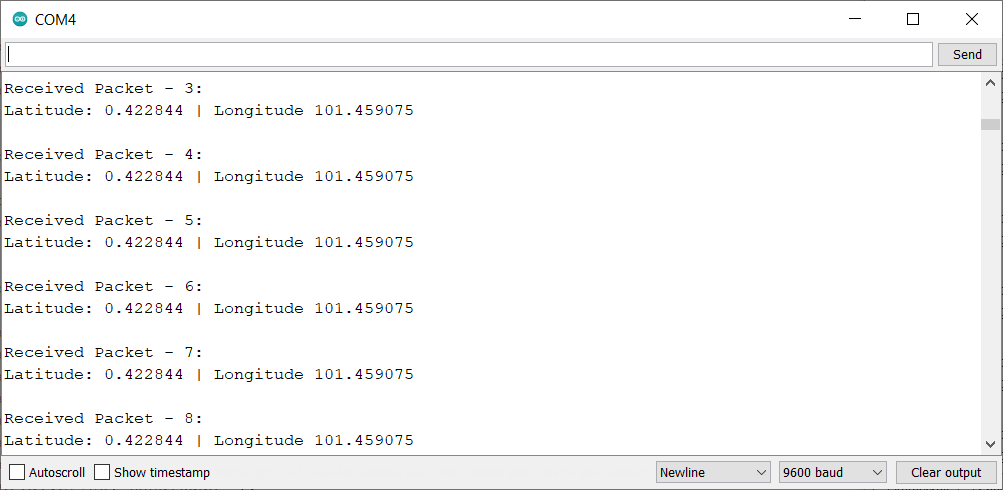 COM4
Send
Received Packet - 3:
Latitude: 0.422844 | Longitude 101.459075
Received Packet - 4:
Latitude: 0.422844 | Longitude 101.459075
Received Packet - 5:
Latitude: 0.422844 | Longitude 101.459075
Received Packet - 6:
Latitude: 0.422844 | Longitude 101.459075
Received Packet - 7:
Latitude: 0.422844 | Longitude 101.459075
Received Packet - 8:
Latitude: 0.422844 | Longitude 101.459075
Autoscroll Show timestamp Newline 9600 baud Clear output